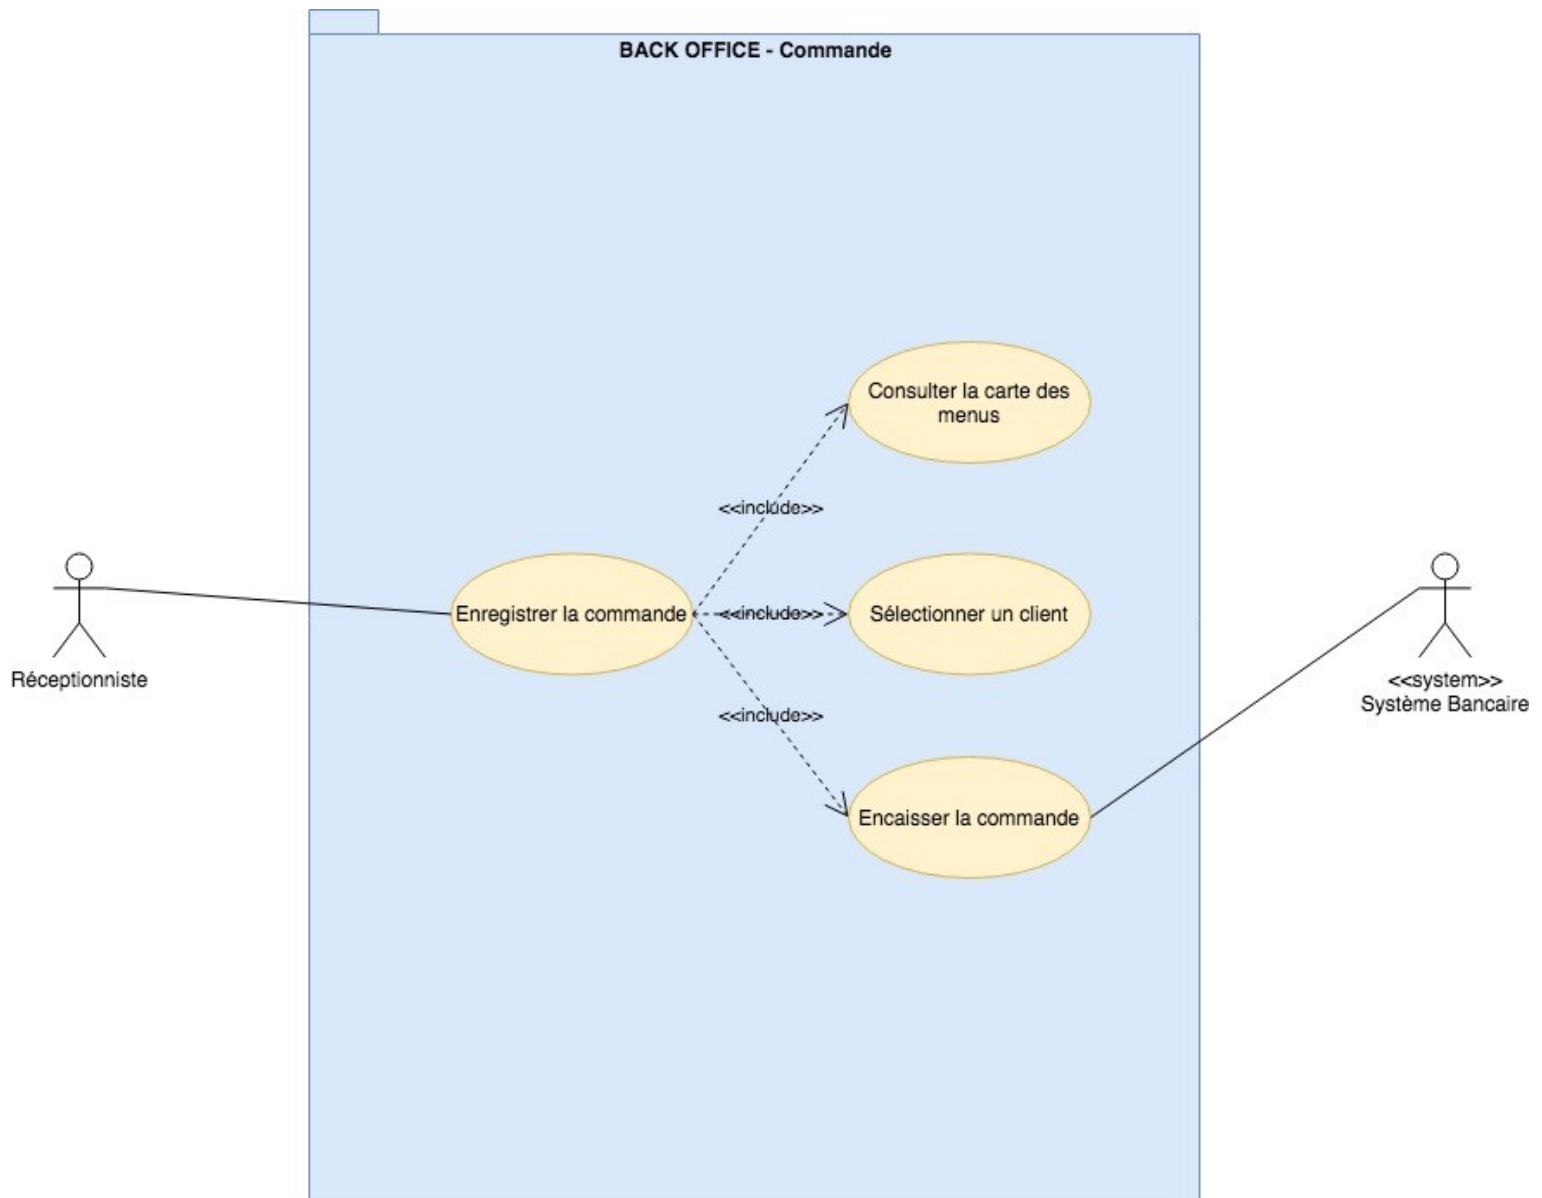 BACK OFFICE - Commande
Consulter la carte des
menus
<<include>>
Enregistrer la commande
<<include>>
Sélectionner un client
Réceptionniste
<<system>>
Système Bancaire
<<include>>
Encaisser la commande